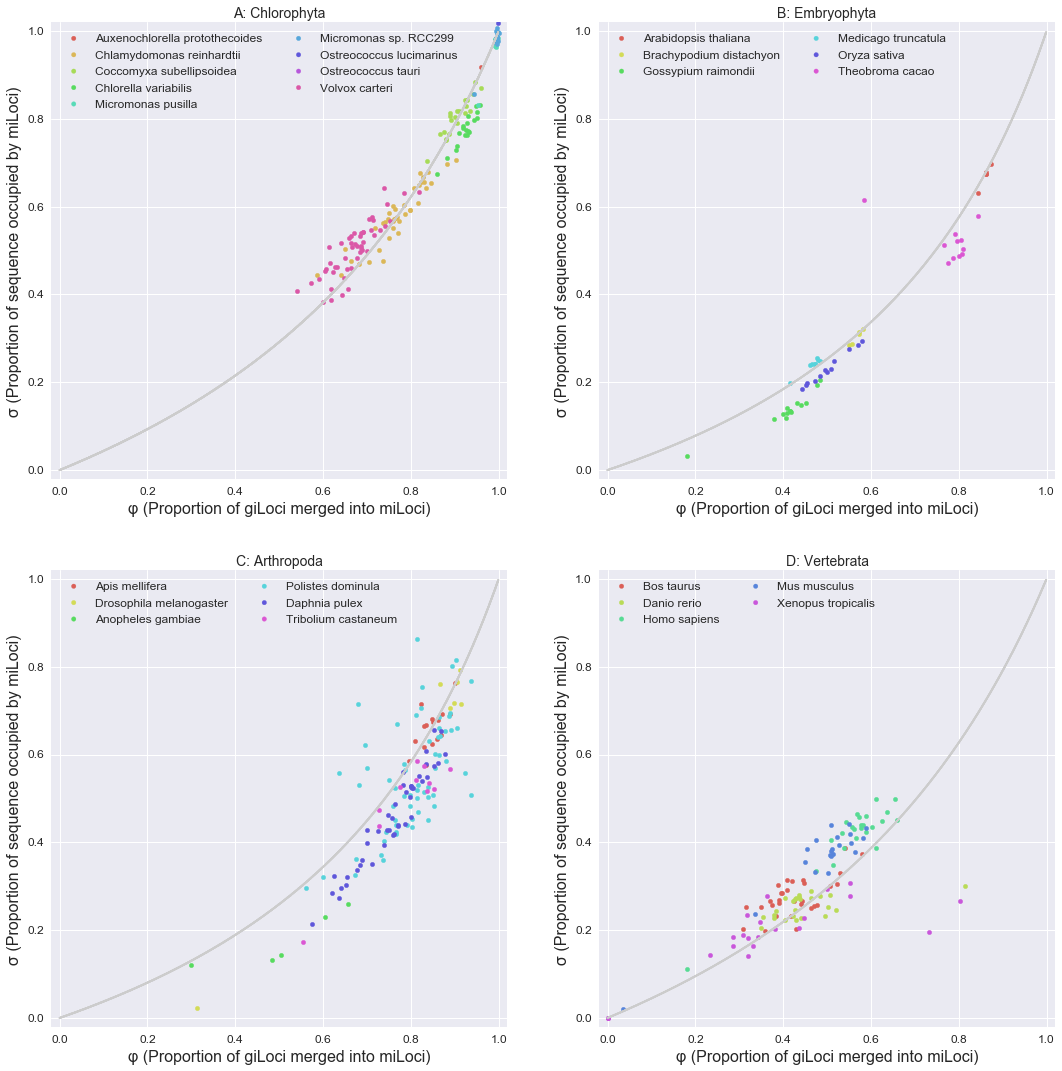 A: Chlorophyta
Auxenochlorella protothecoides
Chlamydomonas reinhardtii
Coccomyxa subellipsoidea
Chlorella variabilis
Micromonas pusilla
Micromonas sp. RCC299
Ostreococcus lucimarinus
Ostreococcus tauri
Volvox carteri
1.0
0.8
0.6
0.4
0.2
0.0
σ (Proportion of sequence occupied by miLoci)
0.0 0.2 0.4 0.6 0.8 1.0
φ (Proportion of giLoci merged into miLoci)
B: Embryophyta
Arabidopsis thaliana
Brachypodium distachyon
Gossypium raimondii
Medicago truncatula
Oryza sativa
Theobroma cacao
1.0
0.8
0.6
0.4
0.2
0.0
σ (Proportion of sequence occupied by miLoci)
0.0 0.2 0.4 0.6 0.8 1.0
φ (Proportion of giLoci merged into miLoci)
C: Arthropoda
Apis mellifera
Drosophila melanogaster
Anopheles gambiae
Polistes dominula
Daphnia pulex
Tribolium castaneum
1.0
0.8
0.6
0.4
0.2
0.0
σ (Proportion of sequence occupied by miLoci)
0.0 0.2 0.4 0.6 0.8 1.0
φ (Proportion of giLoci merged into miLoci)
D: Vertebrata
Bos taurus
Danio rerio
Homo sapiens
Mus musculus
Xenopus tropicalis
1.0
0.8
0.6
0.4
0.2
0.0
σ (Proportion of sequence occupied by miLoci)
0.0 0.2 0.4 0.6 0.8 1.0
φ (Proportion of giLoci merged into miLoci)